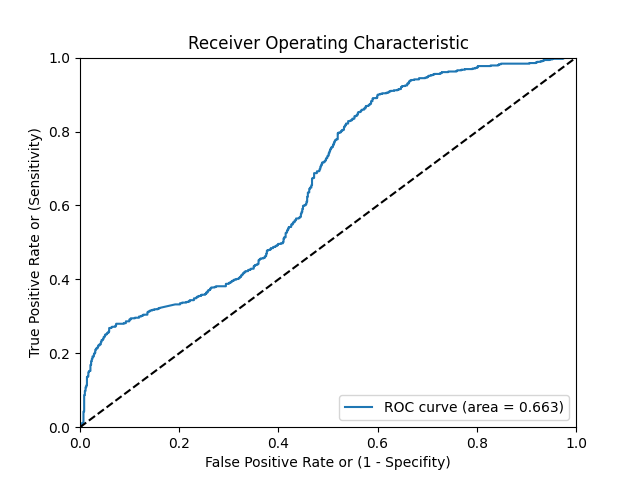 Receiver Operating Characteristic
True Positive Rate or (Sensitivity)
1.0
0.8
0.6
0.4
0.2
0.0
ROC curve (area = 0.663)
0.0 0.2 0.4 0.6 0.8 1.0
False Positive Rate or (1 - Specifity)